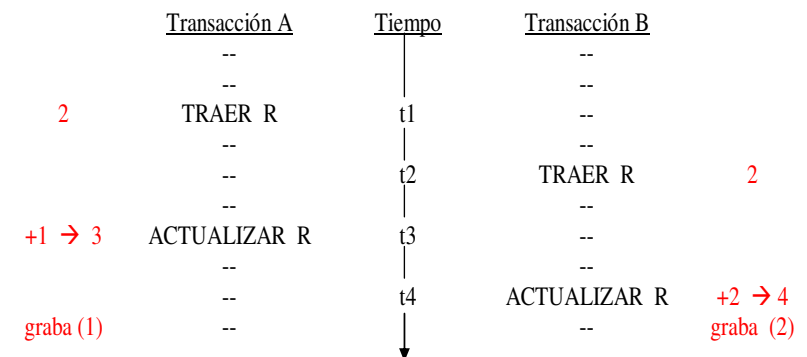 Transacción A Tiempo Transacción B
-- --
-- --
2 TRAER R t1 --
-- --
-- t2 TRAER R 2
-- --
+1 → 3 ACTUALIZAR R t3 --
-- --
-- t4 ACTUALIZAR R +2 → 4
graba (1) -- -- graba (2)